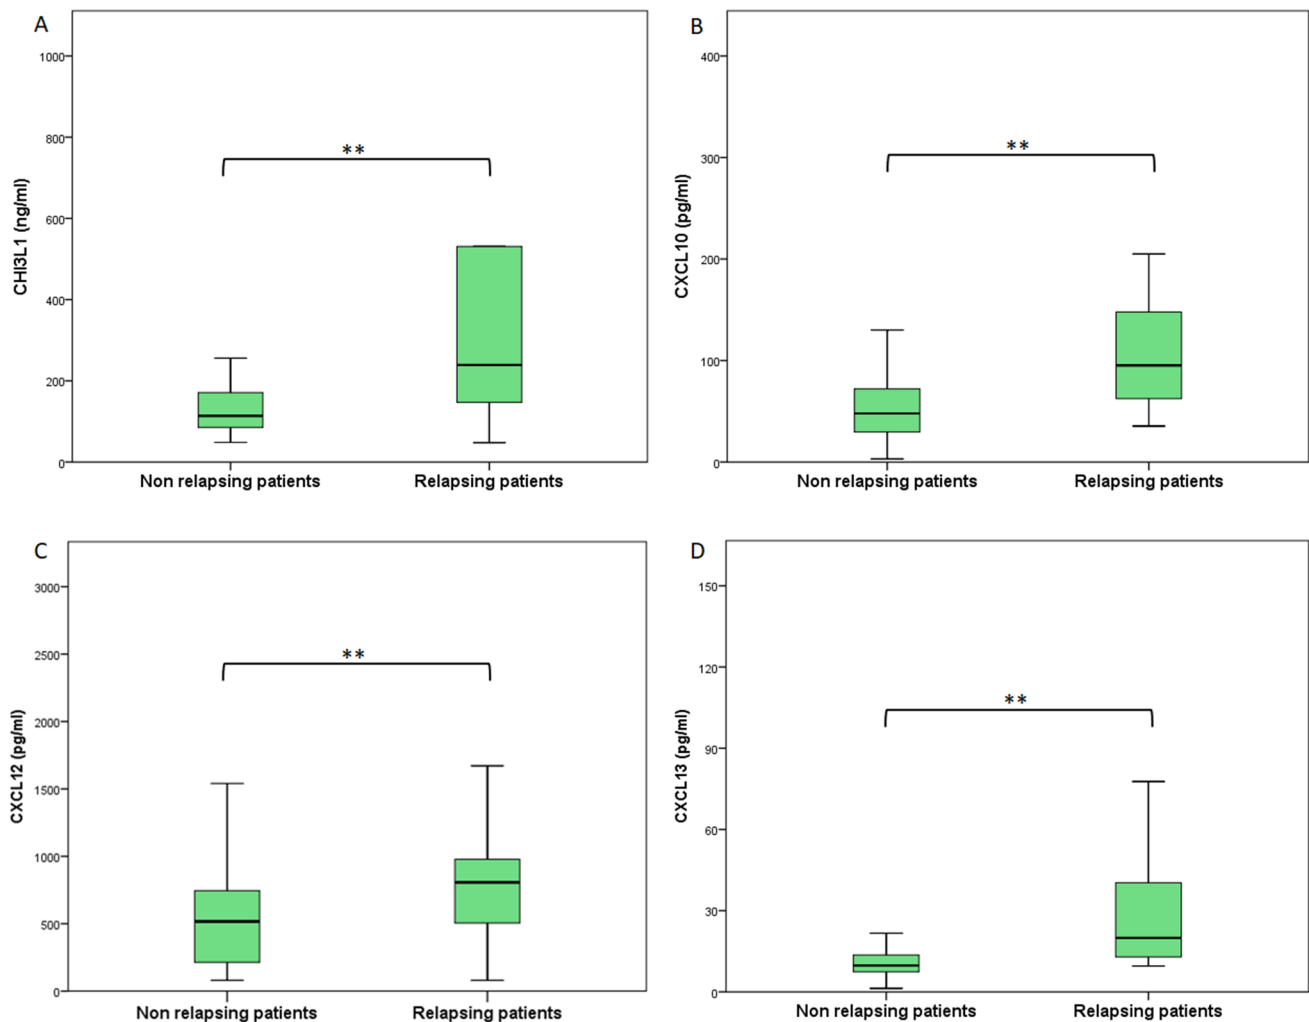 A
CHI3L1 (ng/ml)
1000
800
600
400
200
0
**
Non relapsing patients
Relapsing patients
B
CXCL10 (pg/ml)
400
300
200
100
0
**
Non relapsing patients
Relapsing patients
C
CXCL12 (pg/ml)
3000
2500
2000
1500
1000
500
0
**
Non relapsing patients
Relapsing patients
D
CXCL13 (pg/ml)
150
120
90
60
30
0
**
Non relapsing patients
Relapsing patients